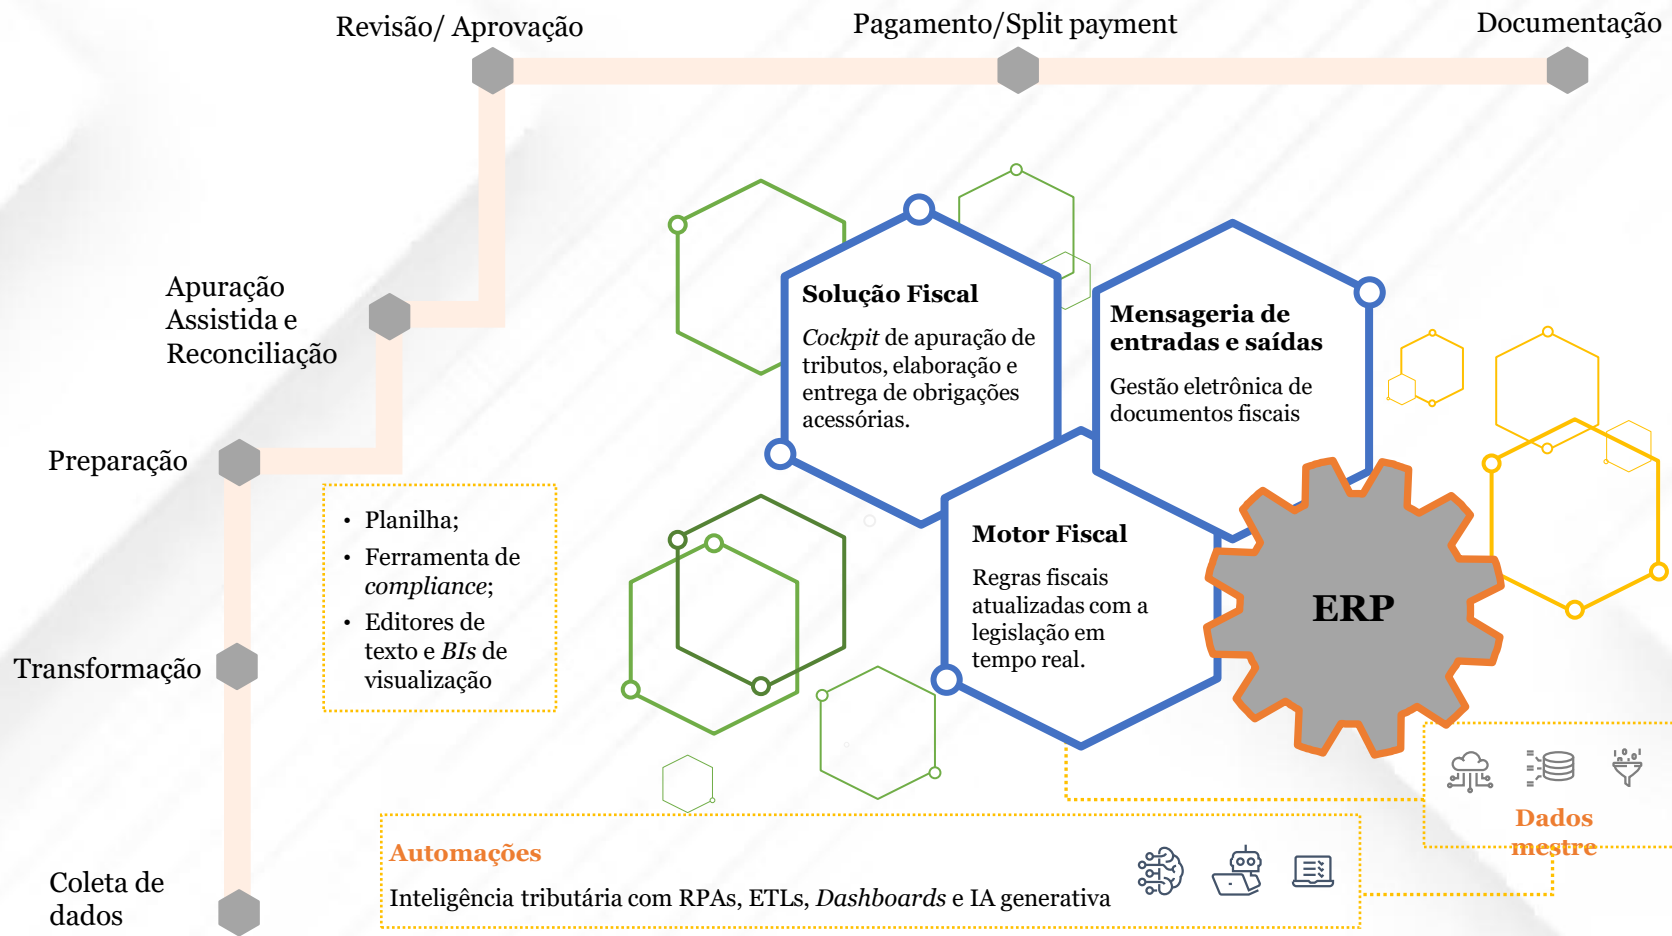 Revisão/ Aprovação
Pagamento/Split payment
Documentação
Apuração
Assistida e
Reconciliação
Preparação
Transformação
Coleta de
dados
• Planilha;
• Ferramenta de
compliance;
• Editores de
texto e BIs de
visualização
Solução Fiscal
Cockpit de apuração de
tributos, elaboração e
entrega de obrigações
acessórias.
Mensageria de
entradas e saídas
Gestão eletrônica de
documentos fiscais
Motor Fiscal
Regras fiscais
atualizadas com a
legislação em
tempo real.
ERP
Dados
mestre
Automações
Inteligência tributária com RPAs, ETLs, Dashboards e IA generativa